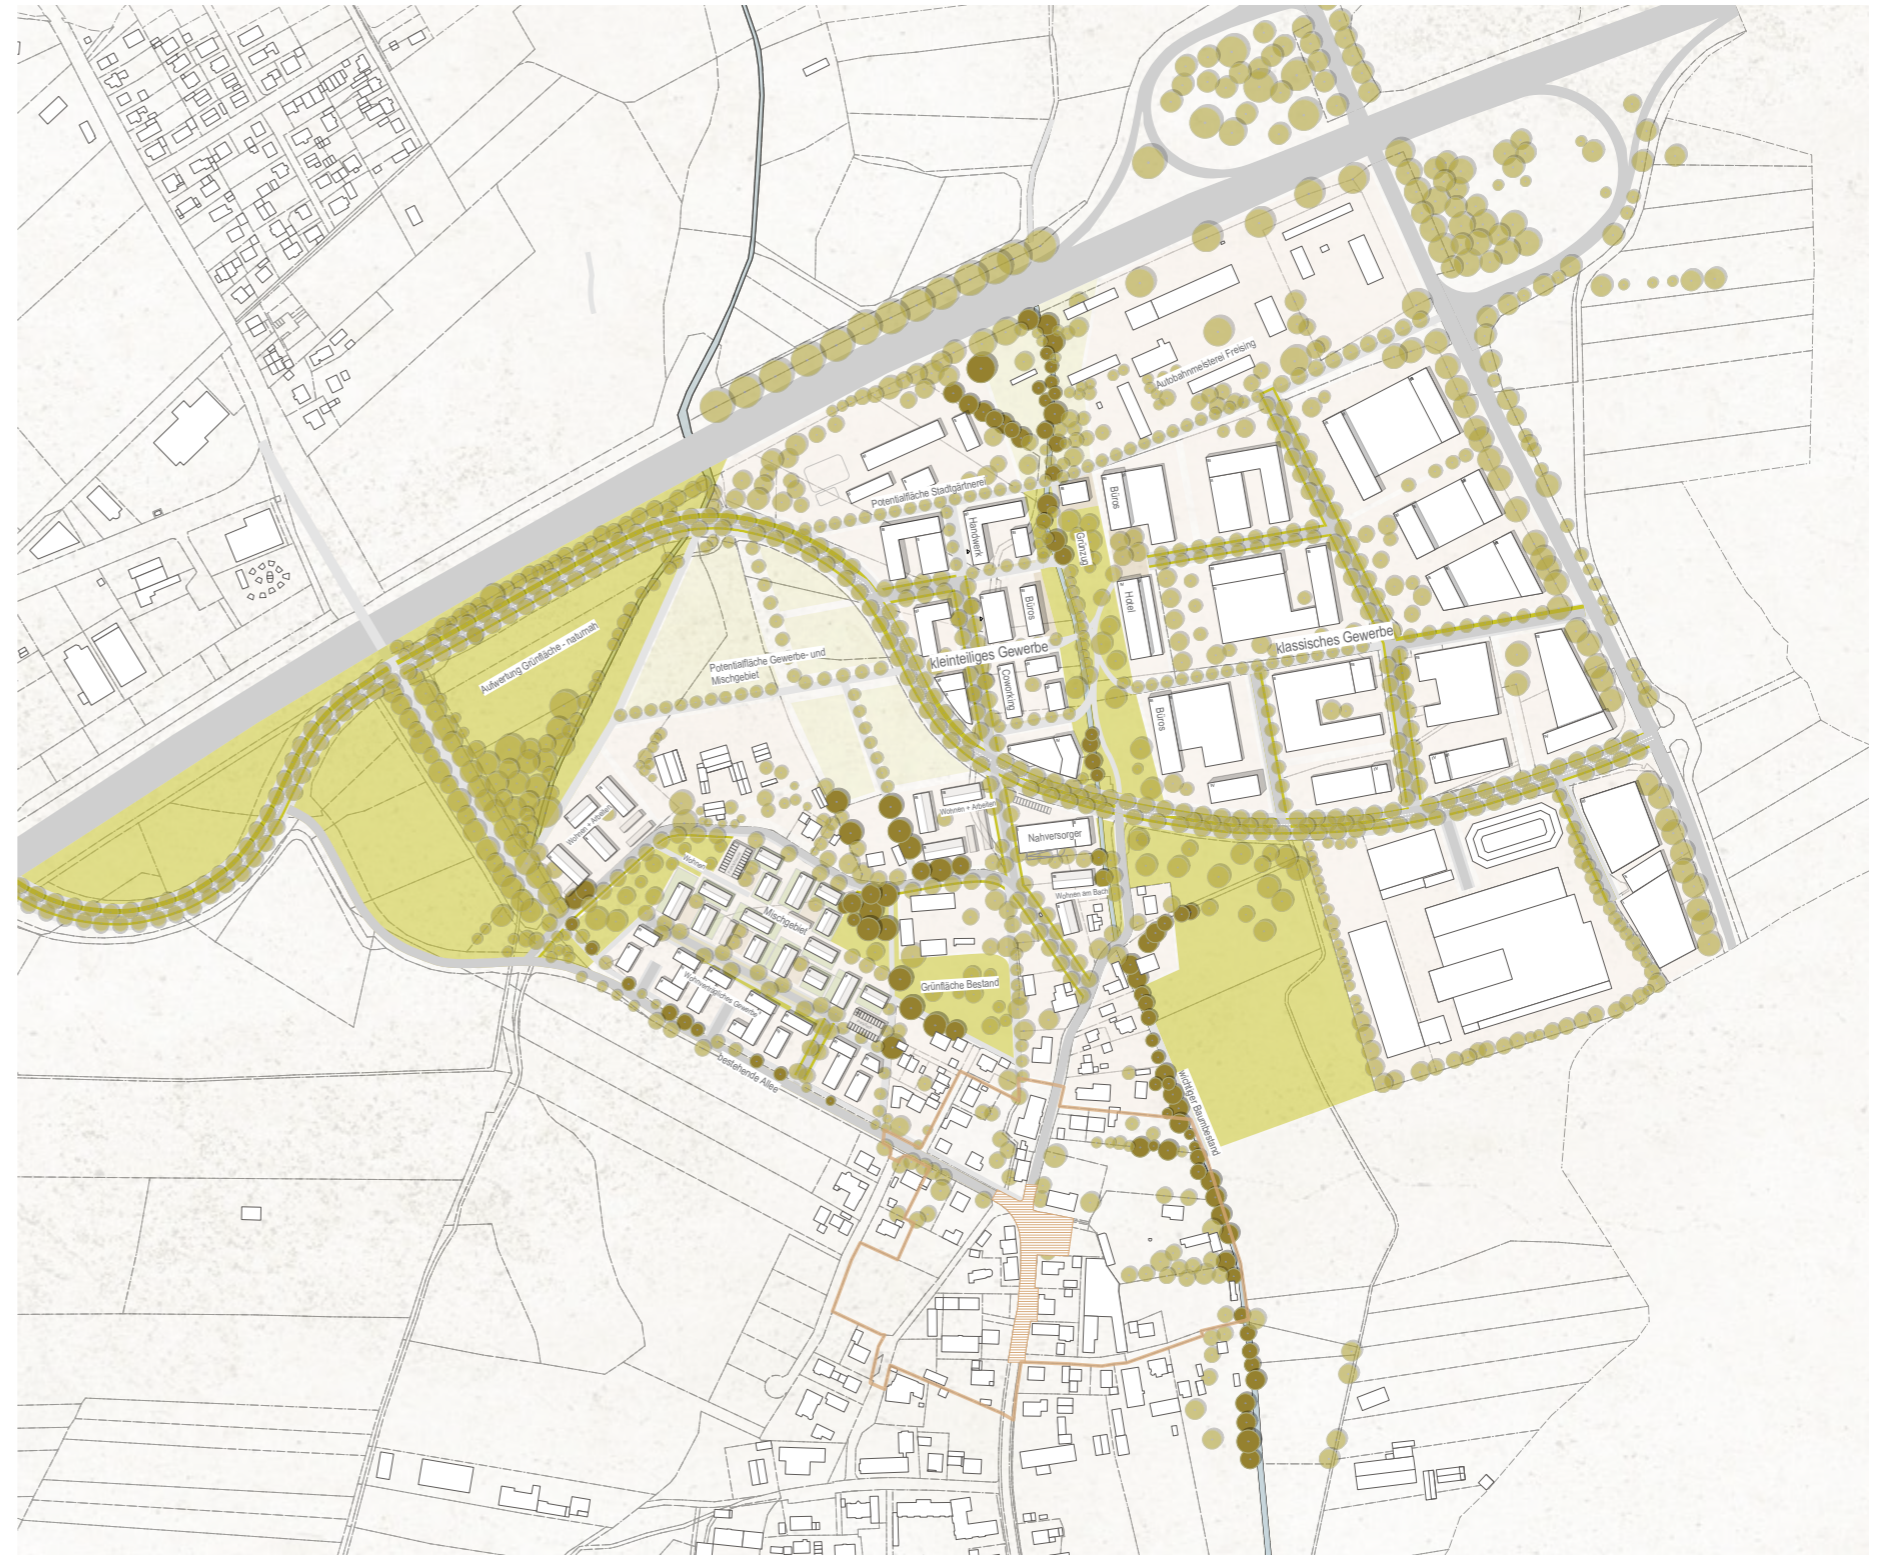 Autobahnmeisterei Freising
Potentialfläche Stadtgärtnerei
Büros
Handwerk
Grünzug
Hotel
Büros
Aufwertung Grünfläche - naturnah
klassisches Gewerbe
kleinteiliges Gewerbe
Potentialfläche Gewerbe- und
Mischgebiet
Coworking
Büros
Wohnen + Arbeiten
Wohnen + Arbeiten
Nahversorger
Wohnen
Wohnen am Bach
Mischgebiet
Grünfläche Bestand
Wohnverträgliches Gewerbe
bestehende Allee
wichtiger Baumbestand